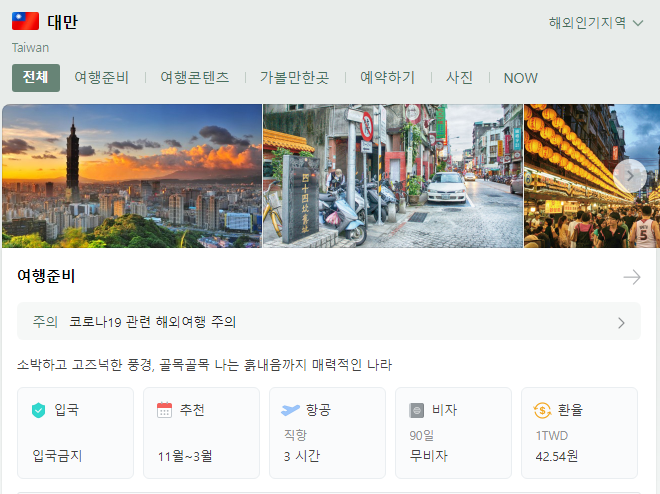 대만
해외인기지역
Taiwan
전체 여행준비 여행콘텐츠 가볼만한곳 예약하기 사진 NOW
여행준비
주의 코로나19 관련 해외여행 주의
소박하고 고즈넉한 풍경, 골목골목 나는 흙내음까지 매력적인 나라
입국
입국금지
추천
11월~3월
항공
직항
3 시간
비자
90일
무비자
환율
1TWD
42.54원